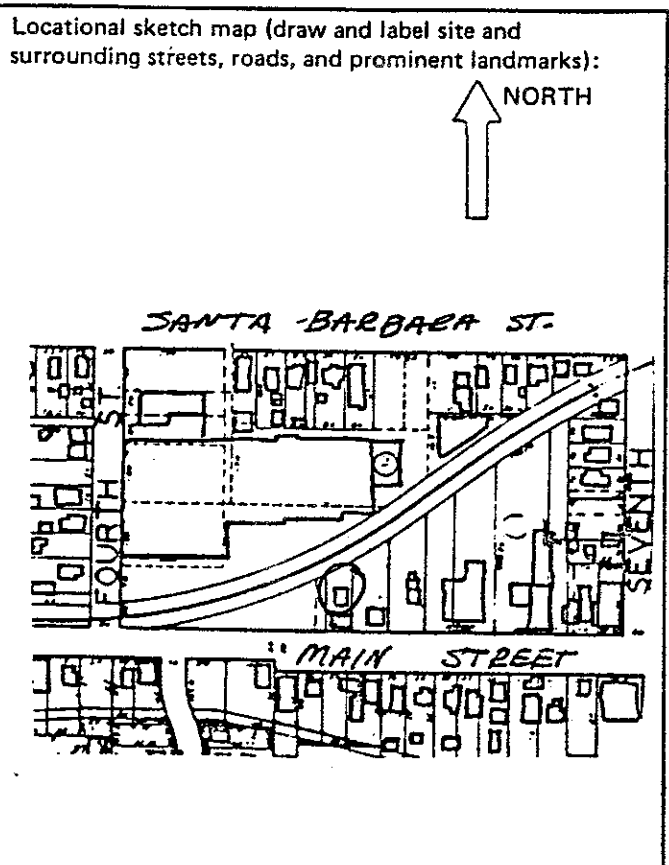 Locational sketch map (draw and label site and
surrounding streets, roads, and prominent landmarks):
NORTH
SANTA-BARBARA ST.
FOURTH ST
SEVENTH
MAIN STREET